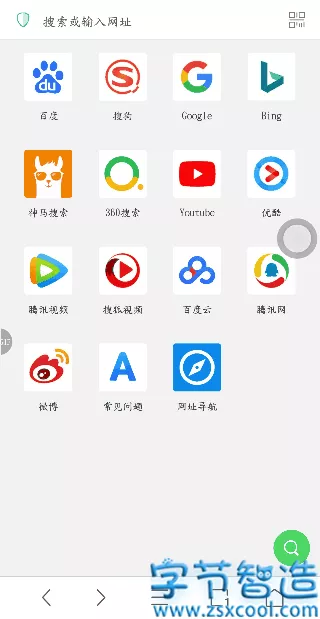 搜索或输入网址
百度 搜狗 Google Bing
神马搜索 360搜索 Youtube 优酷
腾讯视频 搜狐视频 百度云 腾讯网
微博 常见问题 网址导航
字节智造
www.zsxcool.com